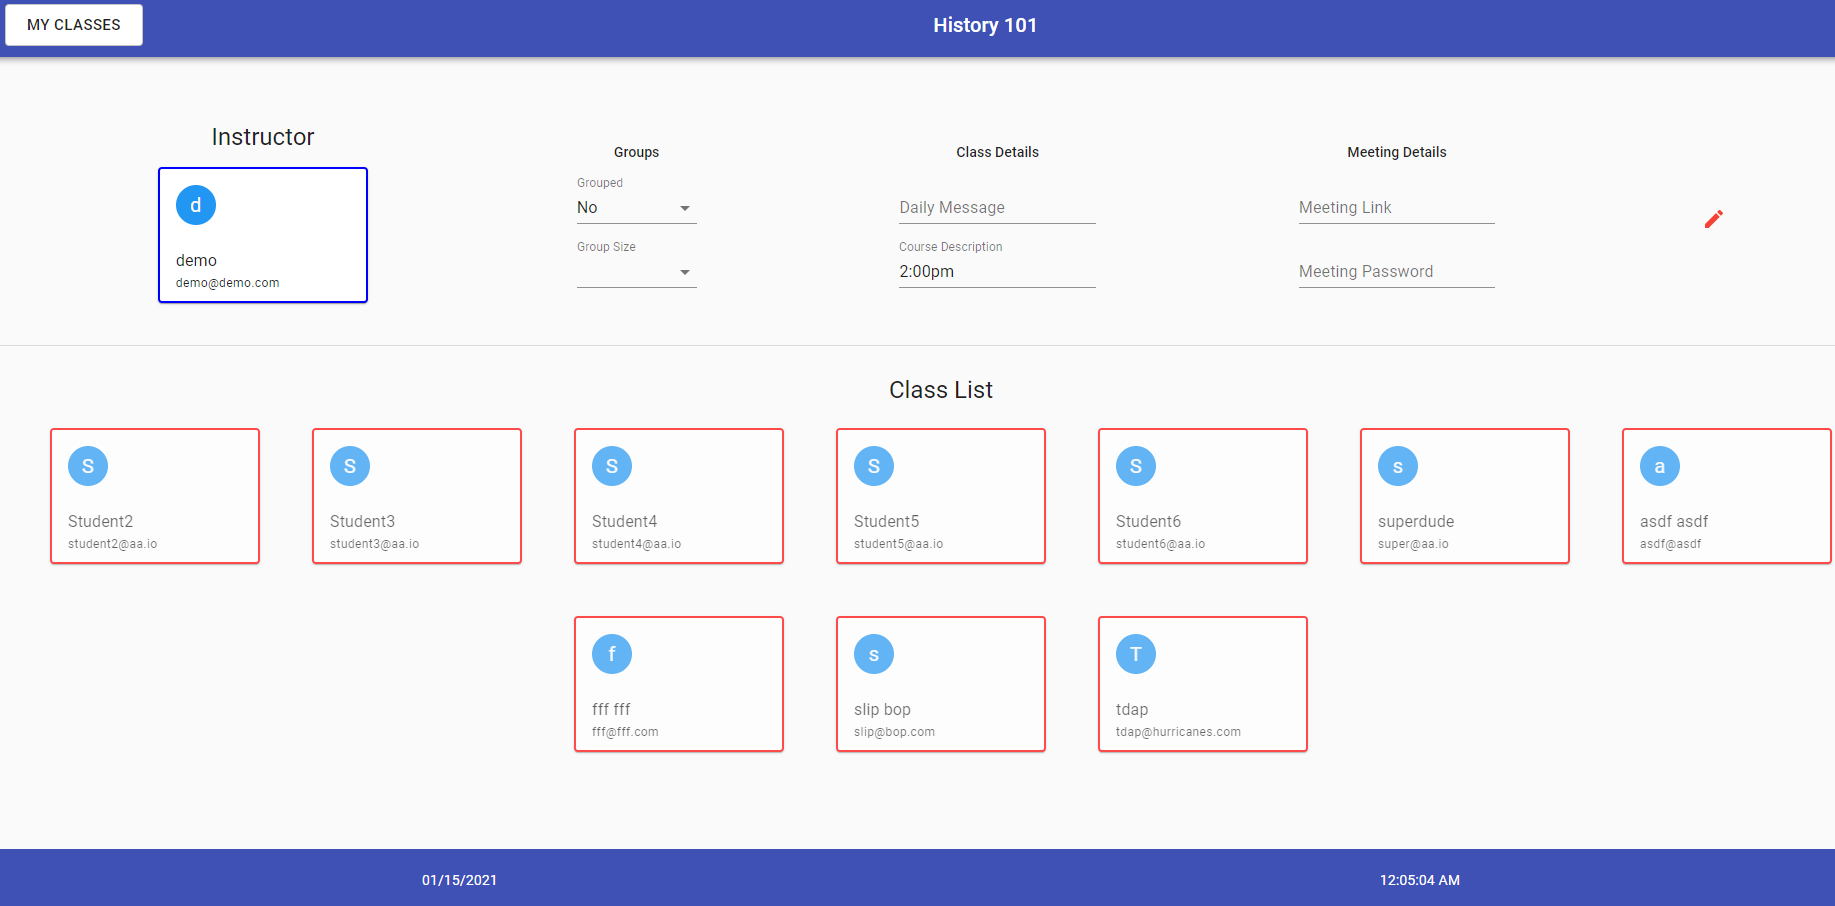 MY CLASSES
History 101
Instructor
d
demo
demo@demo.com
Groups
Grouped
No
Group Size
Class Details
Daily Message
Course Description
2:00pm
Meeting Details
Meeting Link
Meeting Password
Class List
S
Student2
student2@aa.io
S
Student3
student3@aa.io
S
Student4
student4@aa.io
S
Student5
student5@aa.io
S
Student6
student6@aa.io
s
superdude
super@aa.io
a
asdf asdf
asdf@asdf
f
fff fff
fff@fff.com
s
slip bop
slip@bop.com
T
tdap
tdap@hurricanes.com
01/15/2021
12:05:04 AM